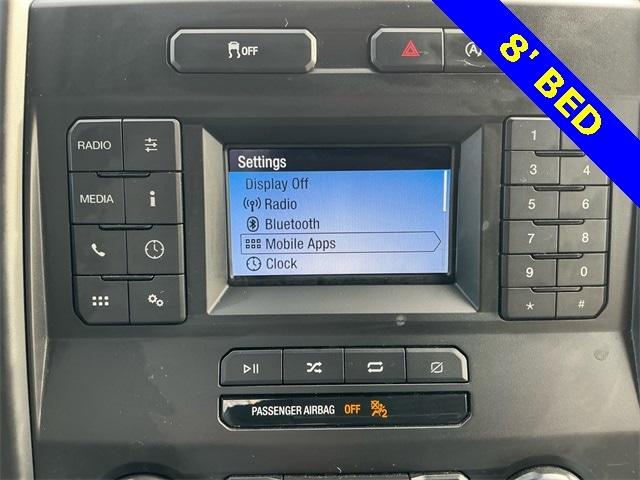 OFF
A
8' BED
RADIO
MEDIA
i
Settings
Display Off
Radio
Bluetooth
Mobile Apps
Clock
1
3 4
5 6
7 8
9 0
* #
PASSENGER AIRBAG OFF 2